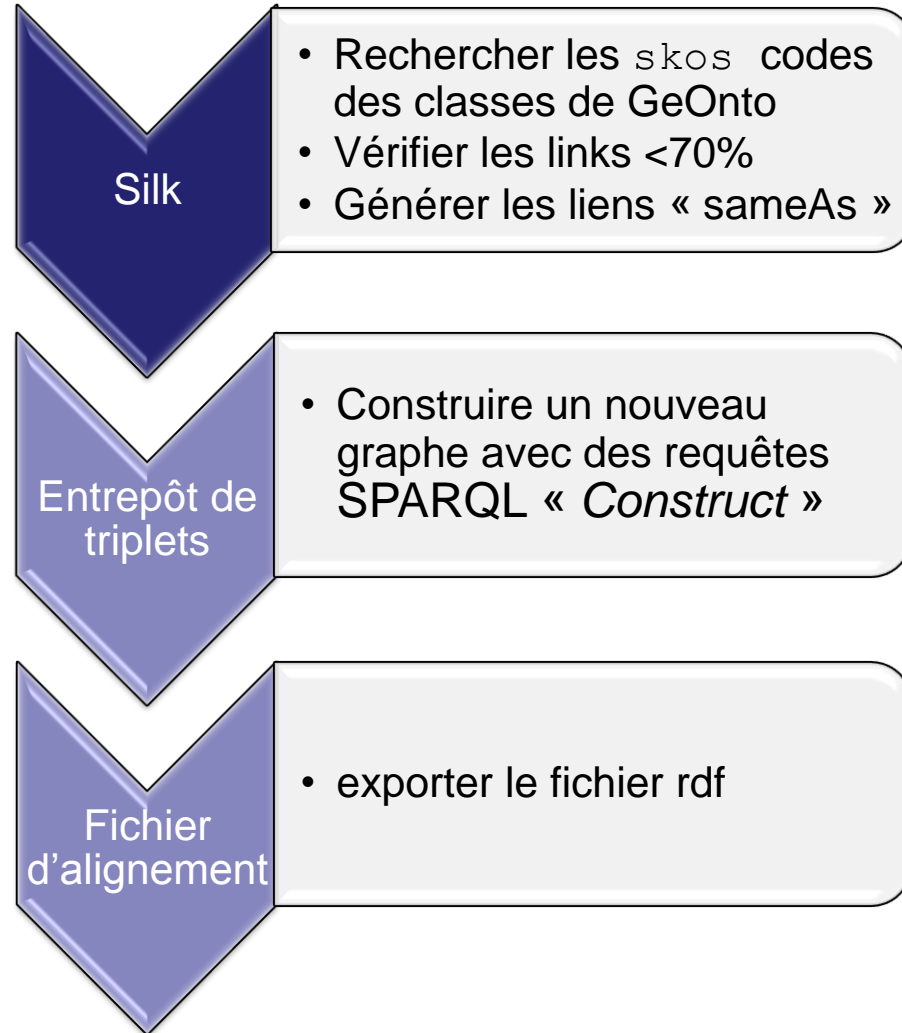 Silk
• Rechercher les skos codes
des classes de GeOnto
• Vérifier les links <70%
• Générer les liens « sameAs »
Entrepôt de
triplets
• Construire un nouveau
graphe avec des requêtes
SPARQL « Construct »
Fichier
d’alignement
• exporter le fichier rdf